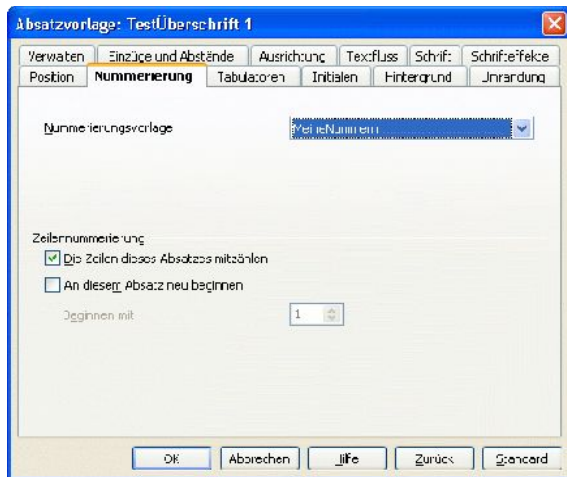 Absatzvorlage: TestÜberschrift 1
Verwalten Einzüge und Abstände Ausrichtung Textfluss Schrift Schrifteffekte
Position Nummerierung Tabulatoren Initialen Hintergrund Umrandung
Nummerierungsvorlage MeineNummern
Zeilennummerierung
Die Zeilen dieses Absatzes mitzählen
An diesem Absatz neu beginnen
Beginnen mit 1
OK Abbrechen Hilfe Zurück Standard